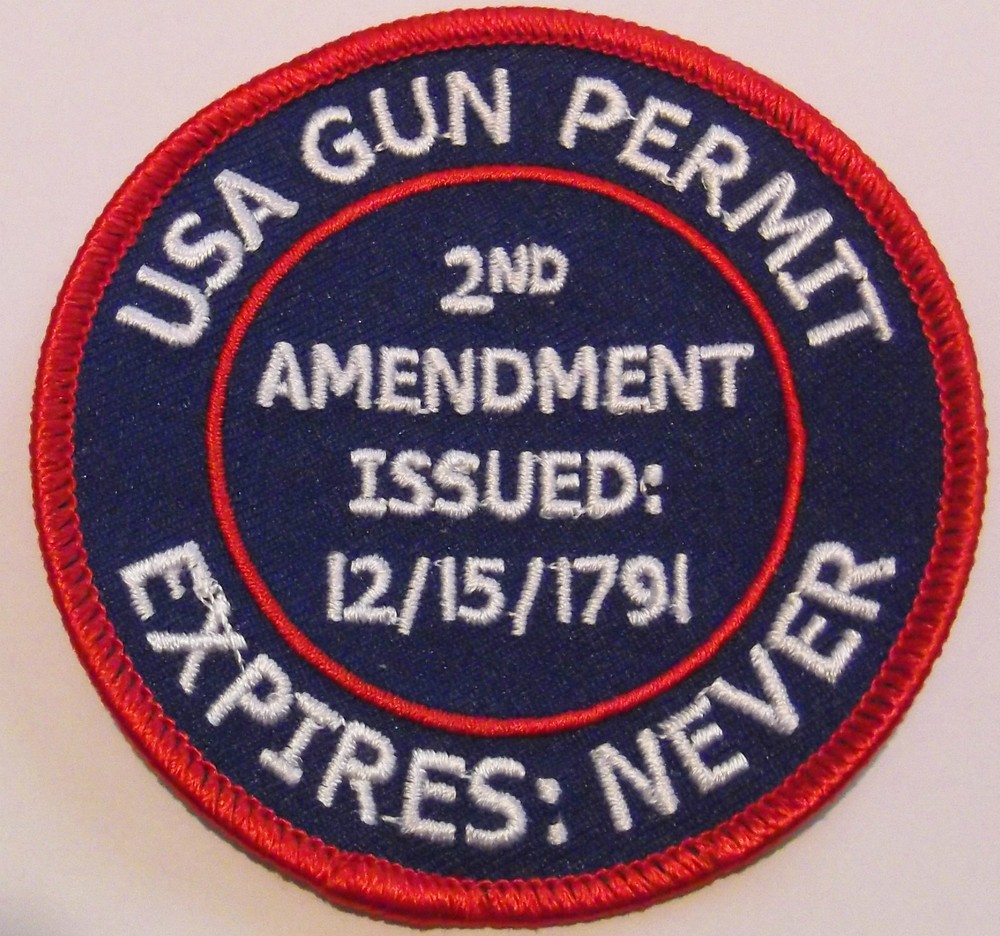 USA GUN PERMIT
2ND
AMENDMENT
ISSUED:
12/15/1791
EXPIRES: NEVER